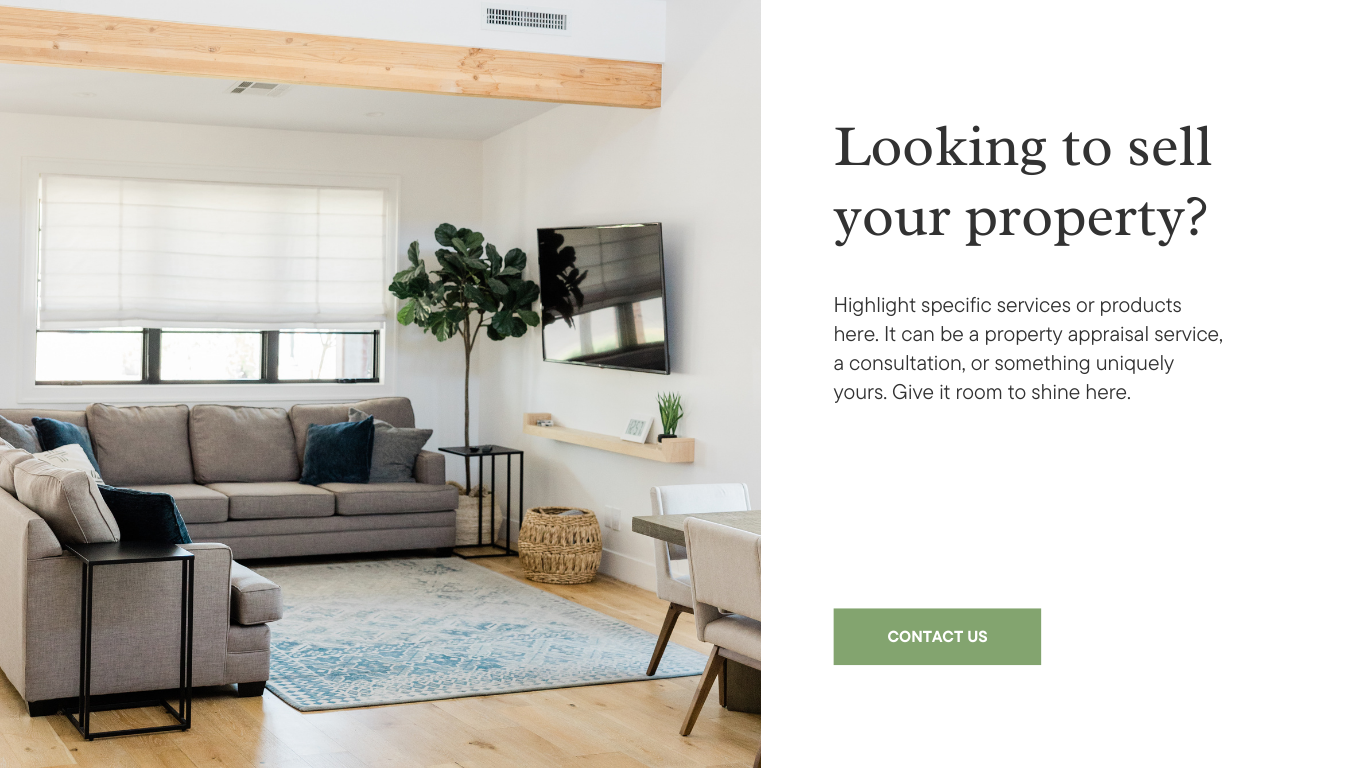 Looking to sell
your property?
Highlight specific services or products
here. It can be a property appraisal service,
a consultation, or something uniquely
yours. Give it room to shine here.
CONTACT US